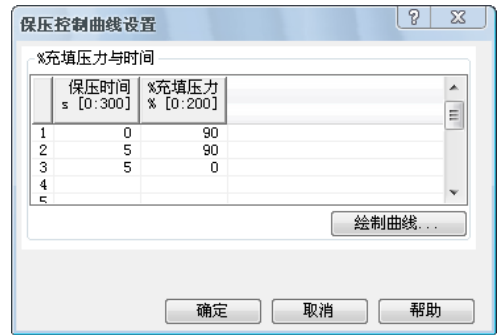 保压控制曲线设置
%充填压力与时间
保压时间 %充填压力
s [0:300] % [0:200]
1 0 90
2 5 90
3 5 0
4
5
绘制曲线...
确定 取消 帮助